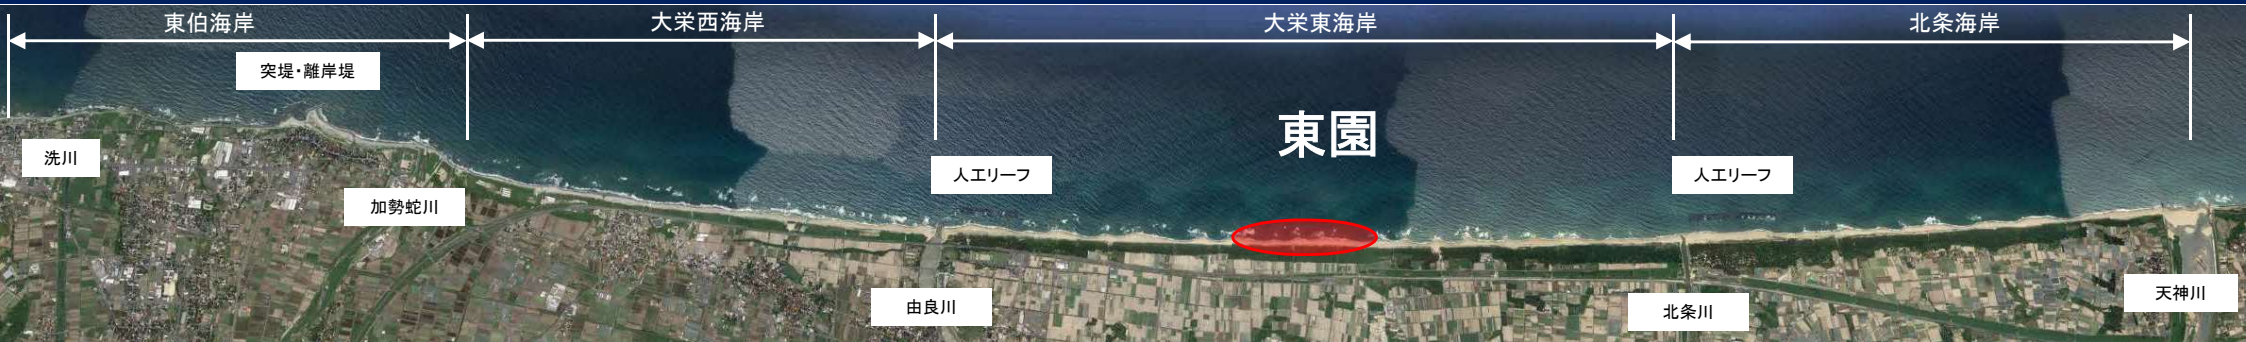 東伯海岸
大栄西海岸
大栄東海岸
北条海岸
突堤・離岸堤
東園
洗川
人工リーフ
人工リーフ
加勢蛇川
由良川
北条川
天神川